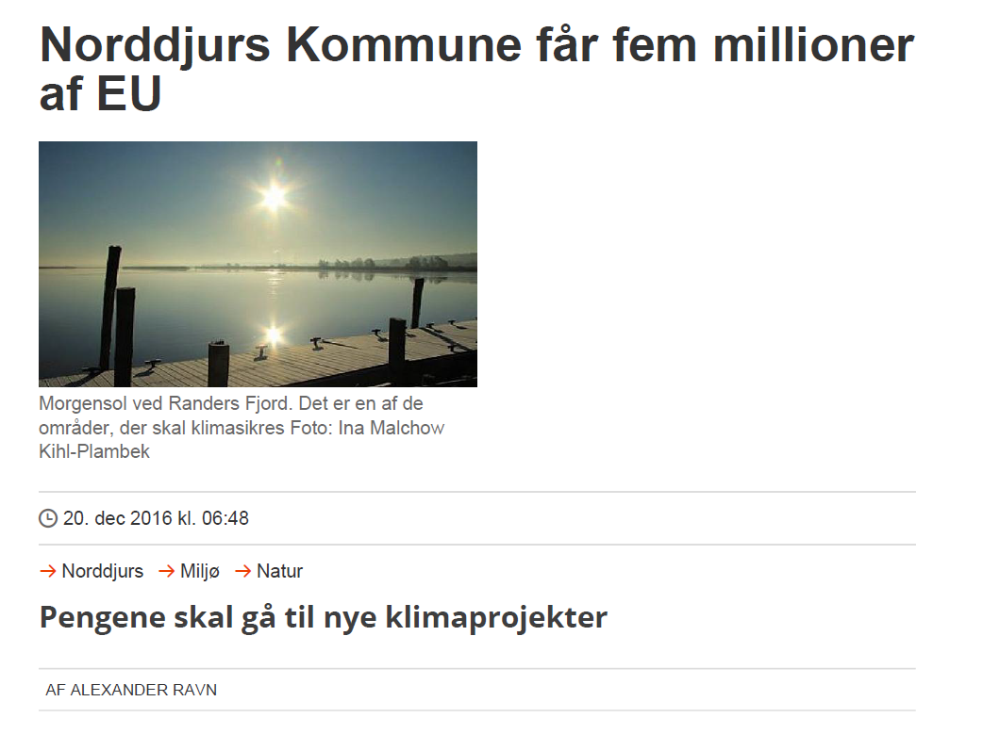 Norddjurs Kommune får fem millioner
af EU
Morgensol ved Randers Fjord. Det er en af de
områder, der skal klimasikres Foto: Ina Malchow
Kihl-Plambek
20. dec 2016 kl. 06:48
→ Norddjurs → Miljø → Natur
Pengene skal gå til nye klimaprojekter
AF ALEXANDER RAVN